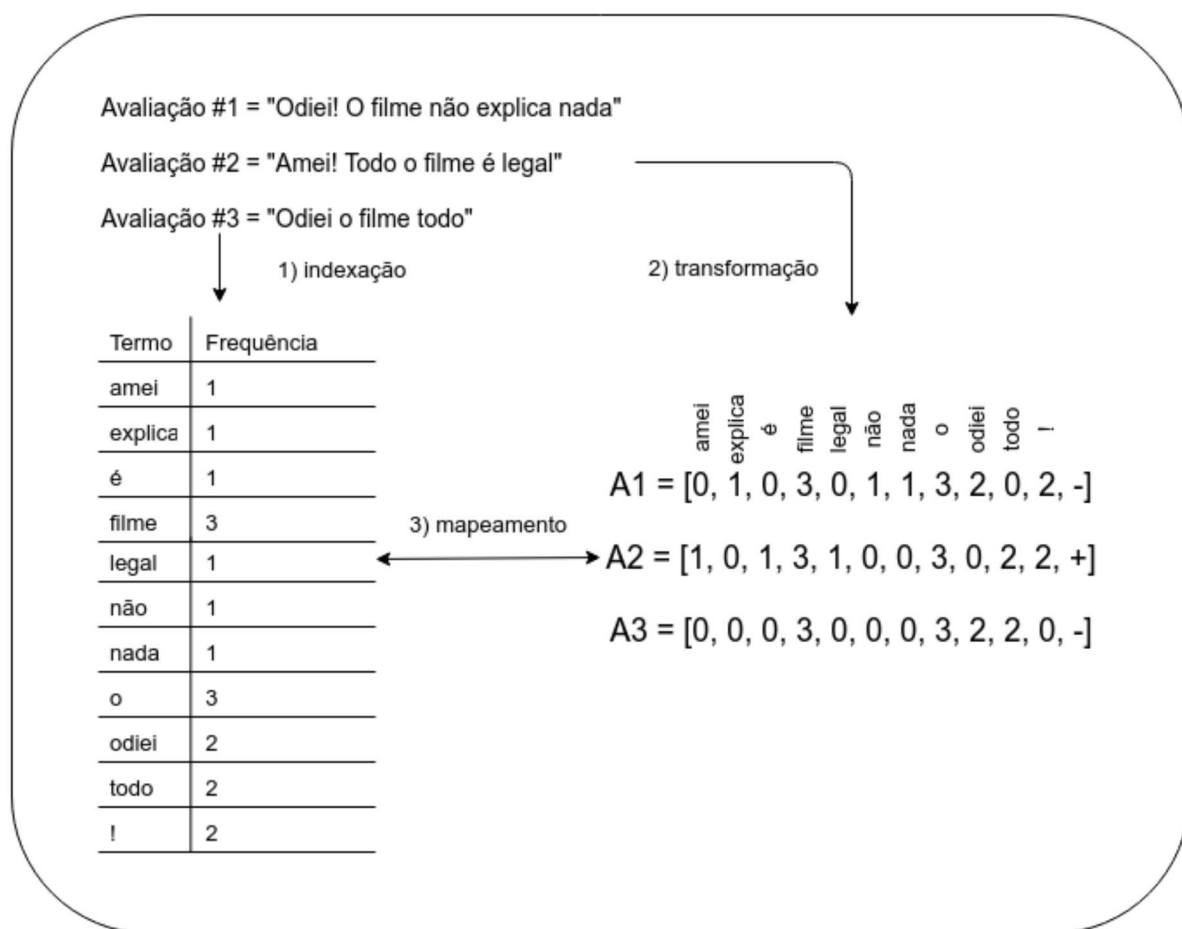 Avaliação #1 = "Odiei! O filme não explica nada"
Avaliação #2 = "Amei! Todo o filme é legal"
Avaliação #3 = "Odiei o filme todo"
1) indexação
2) transformação
Termo Frequência
amei 1
explica 1
é 1
filme 3
legal 1
não 1
nada 1
o 3
odiei 2
todo 2
! 2
3) mapeamento
amei explica é filme legal não nada o odiei todo !
A1 = [0, 1, 0, 3, 0, 1, 1, 3, 2, 0, 2, -]
A2 = [1, 0, 1, 3, 1, 0, 0, 3, 0, 2, 2, +]
A3 = [0, 0, 0, 3, 0, 0, 0, 3, 2, 2, 0, -]